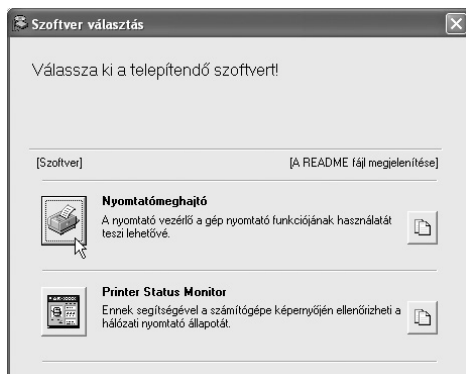 Szoftver választás
Válassza ki a telepítendő szoftvert!
[Szoftver] [A README fájl megjelenítése]
Nyomtatómeghajtó
A nyomtató vezérlő a gép nyomtató funkciójának használatát
teszi lehetővé.
Printer Status Monitor
Ennek segítségével a számítógépe képernyőjén ellenőrizheti a
hálózati nyomtató állapotát.